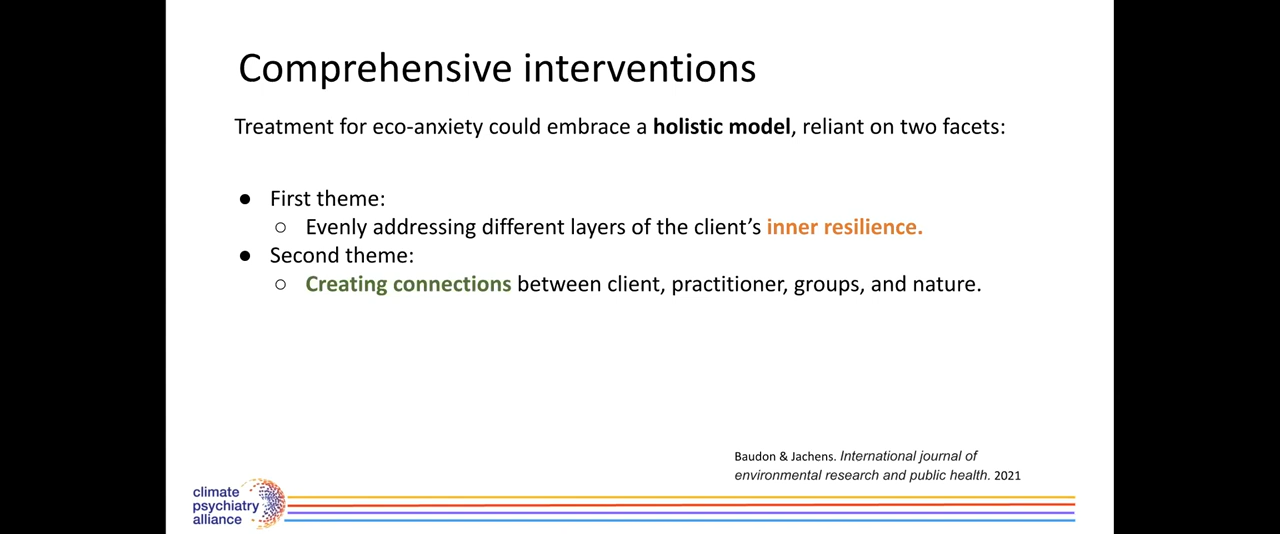 Comprehensive interventions
Treatment for eco-anxiety could embrace a holistic model, reliant on two facets:
● First theme:
○ Evenly addressing different layers of the client’s inner resilience.
● Second theme:
○ Creating connections between client, practitioner, groups, and nature.
Baudon & Jachens. International journal of
environmental research and public health. 2021
climate
psychiatry
alliance